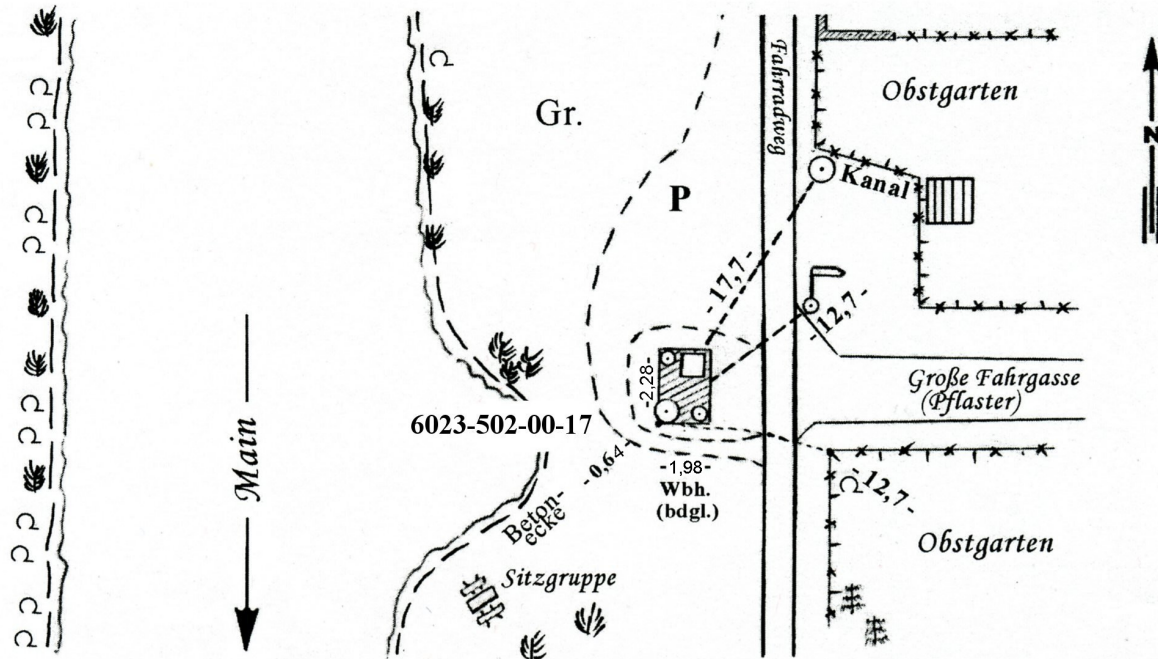 Fahrradweg
Obstgarten
Gr.
N
Kanal
P
-17,7-
-12,7-
-2,28-
Große Fahrgasse
(Pflaster)
6023-502-00-17
Main
-0,64
-1,98-
Wbh.
(bdgl.)
-12,7-
Beton-
ecke
Obstgarten
Sitzgruppe